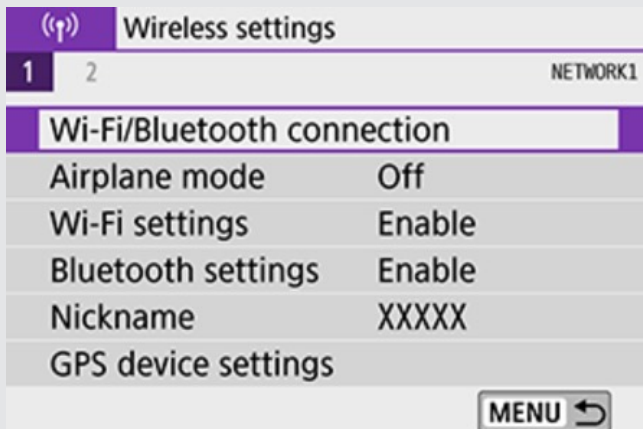 Wireless settings
1 2 NETWORK1
Wi-Fi/Bluetooth connection
Airplane mode Off
Wi-Fi settings Enable
Bluetooth settings Enable
Nickname XXXXX
GPS device settings
MENU